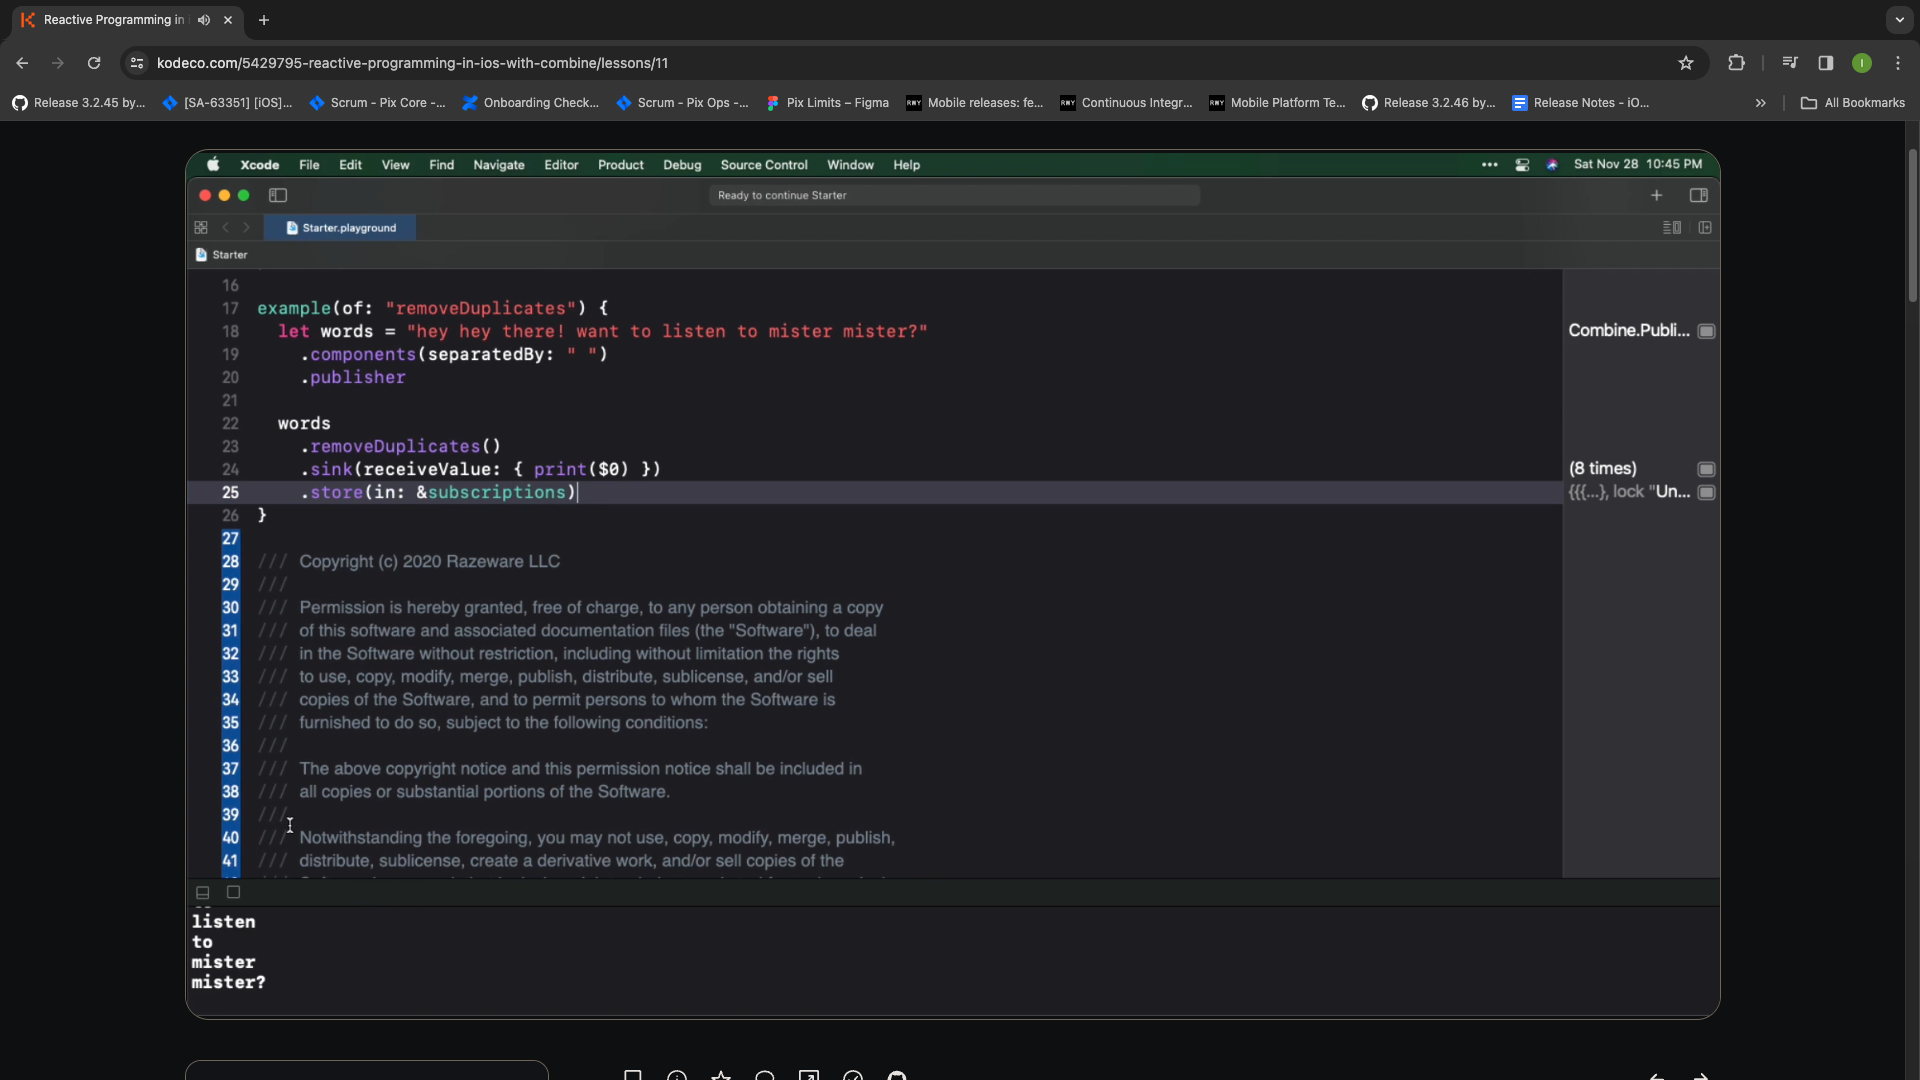 Reactive Programming in
kodeco.com/5429795-reactive-programming-in-ios-with-combine/lessons/11
I
Release 3.2.45 by...
[SA-63351] [iOS]...
Scrum - Pix Core -...
Onboarding Check...
Scrum - Pix Ops -...
Pix Limits – Figma
RWY Mobile releases: fe...
RWY Continuous Integr...
RWY Mobile Platform Te...
Release 3.2.46 by...
Release Notes - iO...
» All Bookmarks
Xcode File Edit View Find Navigate Editor Product Debug Source Control Window Help
Sat Nov 28 10:45 PM
Ready to continue Starter
Starter.playground
Starter
16
17 example(of: "removeDuplicates") {
18 let words = "hey hey there! want to listen to mister mister?"
Combine.Publi...
19 .components(separatedBy: " ")
20 .publisher
21
22 words
23 .removeDuplicates()
24 .sink(receiveValue: { print($0) })
(8 times)
25 .store(in: &subscriptions)
{{{...}, lock "Un...
26 }
27
28 /// Copyright (c) 2020 Razeware LLC
29 ///
30 /// Permission is hereby granted, free of charge, to any person obtaining a copy
31 /// of this software and associated documentation files (the "Software"), to deal
32 /// in the Software without restriction, including without limitation the rights
33 /// to use, copy, modify, merge, publish, distribute, sublicense, and/or sell
34 /// copies of the Software, and to permit persons to whom the Software is
35 /// furnished to do so, subject to the following conditions:
36 ///
37 /// The above copyright notice and this permission notice shall be included in
38 /// all copies or substantial portions of the Software.
39 ///
40 /// Notwithstanding the foregoing, you may not use, copy, modify, merge, publish,
41 /// distribute, sublicense, create a derivative work, and/or sell copies of the
listen
to
mister
mister?